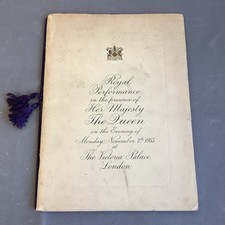 Royal
Performance
in the presence of
Her Majesty
The Queen
on the Evening of
Monday November 7th 1955
at
The Victoria Palace
London